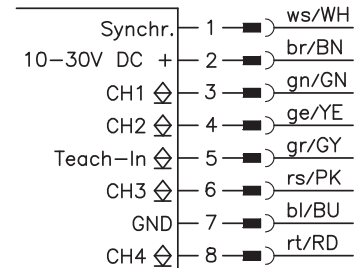 Synchr. 1 ws/WH
10-30V DC + 2 br/BN
CH1 3 gn/GN
CH2 4 ge/YE
Teach-In 5 gr/GY
CH3 6 rs/PK
GND 7 bl/BU
CH4 8 rt/RD